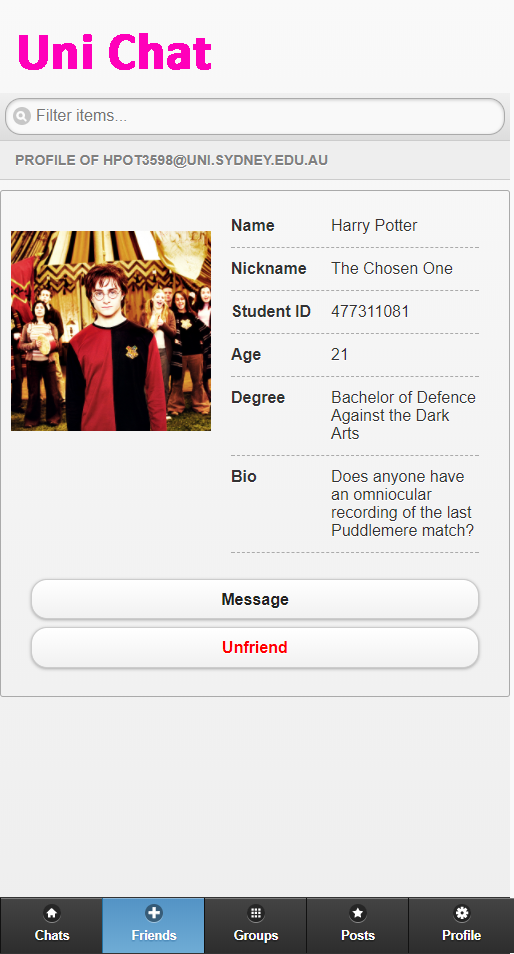 Uni Chat
Filter items...
PROFILE OF HPOT3598@UNI.SYDNEY.EDU.AU
Name Harry Potter
Nickname The Chosen One
Student ID 477311081
Age 21
Degree Bachelor of Defence
Against the Dark
Arts
Bio Does anyone have
an omniocular
recording of the last
Puddlemere match?
Message
Unfriend
Chats Friends Groups Posts Profile